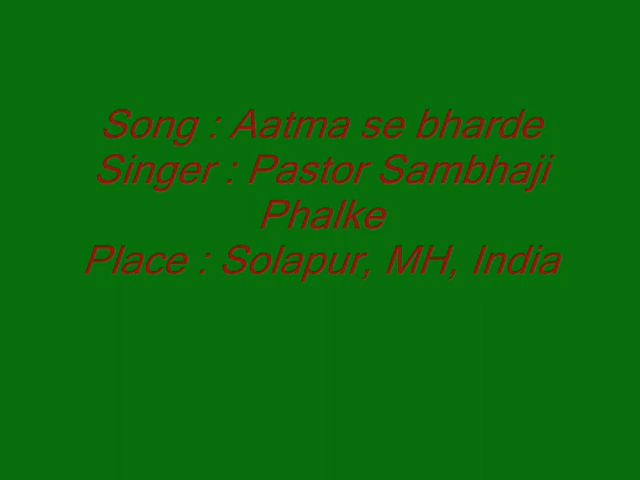 Song : Aatma se bharde
Singer : Pastor Sambhaji
Phalke
Place : Solapur, MH, India